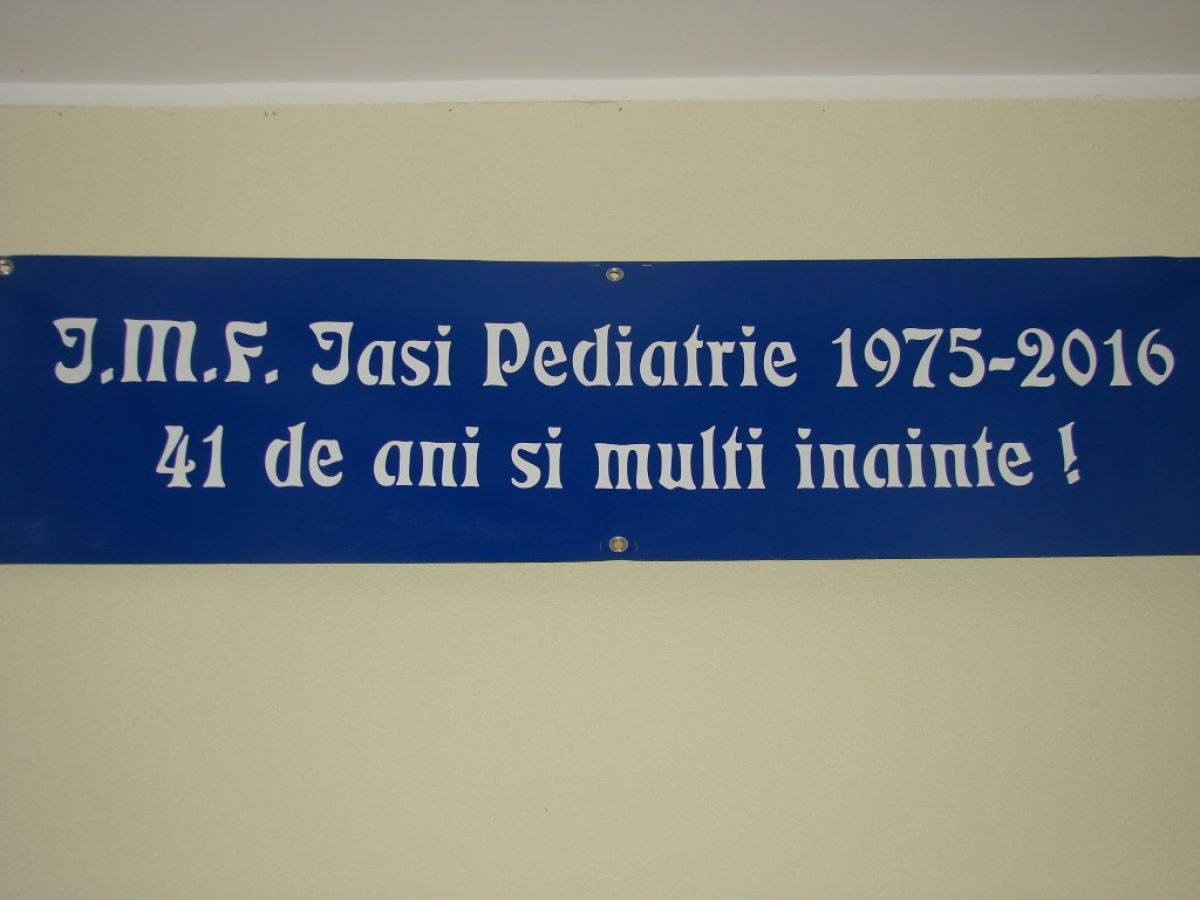 I.M.F. Iasi Pediatrie 1975-2016
41 de ani si multi inainte !